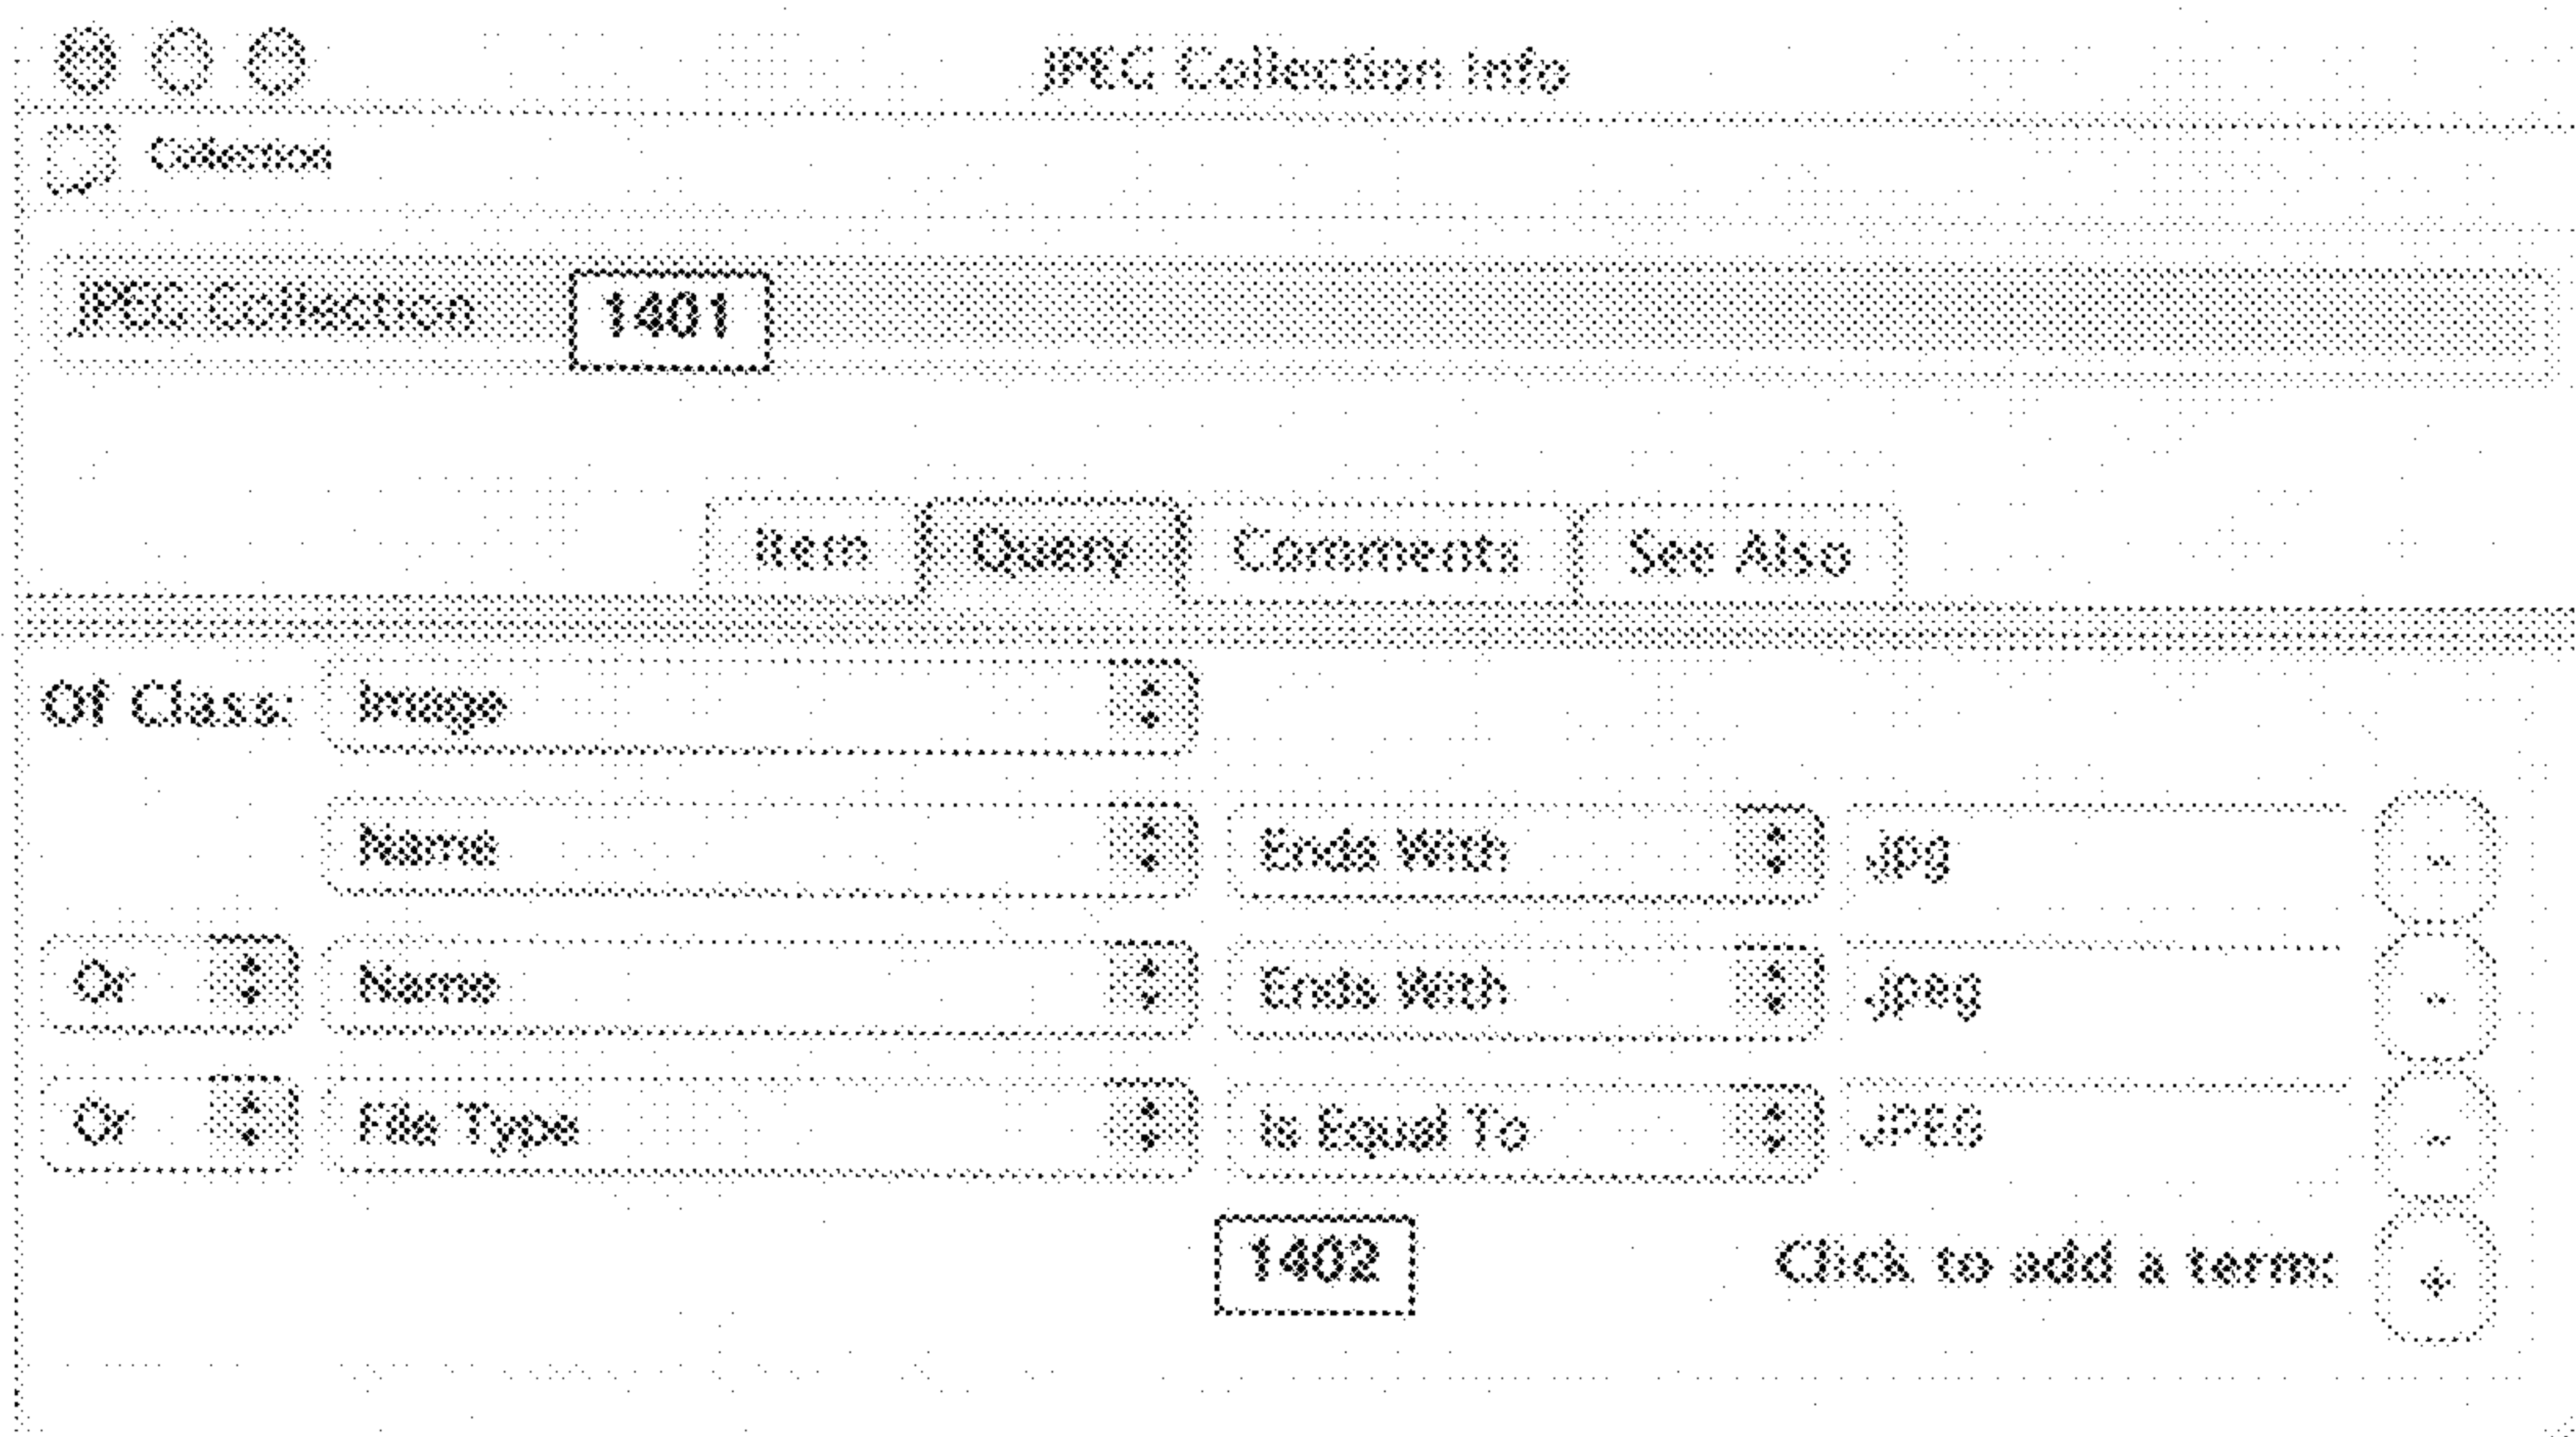 JPEG Collection Info
Collection
JPEG Collection 1401
Item Query Comments See Also
Of Class: Image
Name Ends With .jpg -
Or Name Ends With .jpeg -
Or File Type Is Equal To JPEG -
1402 Click to add a term: +